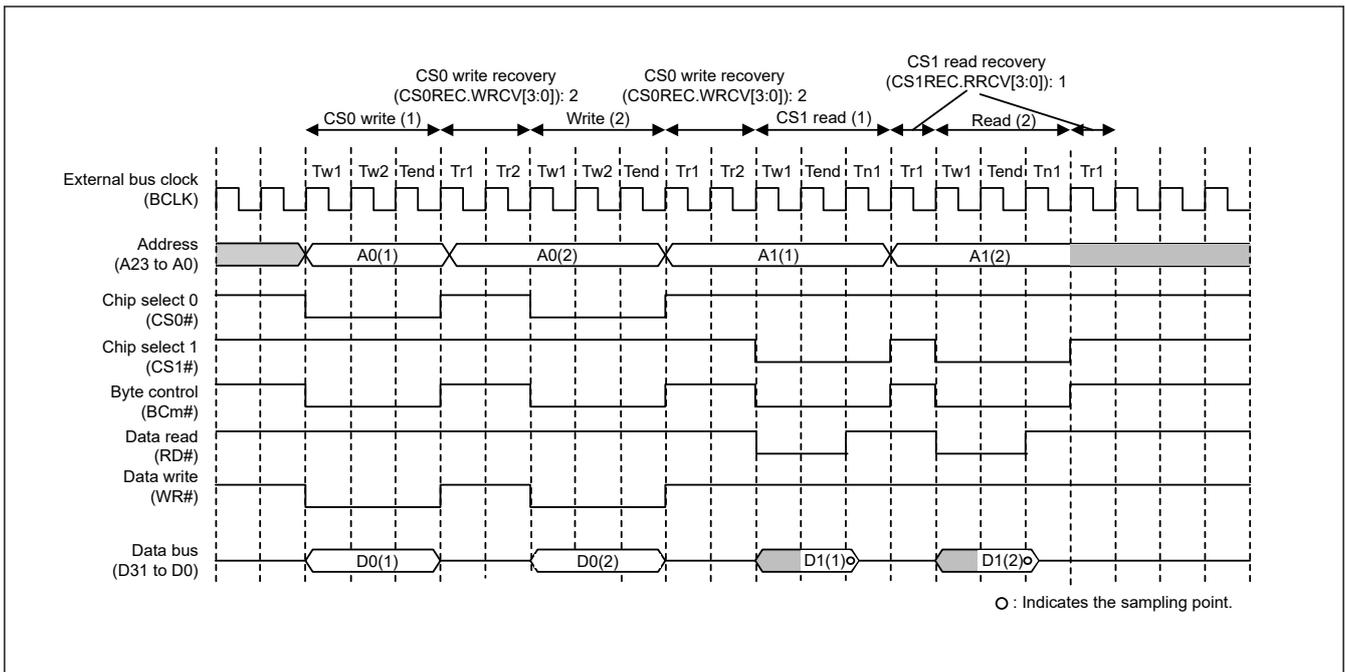 CS1 read recovery
(CS1REC.RRCV[3:0]): 1
CS0 write recovery
(CS0REC.WRCV[3:0]): 2
CS0 write recovery
(CS0REC.WRCV[3:0]): 2
CS0 write (1) Write (2) CS1 read (1) Read (2)
Tw1 Tw2 Tend Tr1 Tr2 Tw1 Tw2 Tend Tr1 Tr2 Tw1 Tend Tn1 Tr1 Tw1 Tend Tn1 Tr1
External bus clock
(BCLK)
Address
(A23 to A0)
A0(1) A0(2) A1(1) A1(2)
Chip select 0
(CS0#)
Chip select 1
(CS1#)
Byte control
(BCm#)
Data read
(RD#)
Data write
(WR#)
Data bus
(D31 to D0)
D0(1) D0(2) D1(1) D1(2)
: Indicates the sampling point.